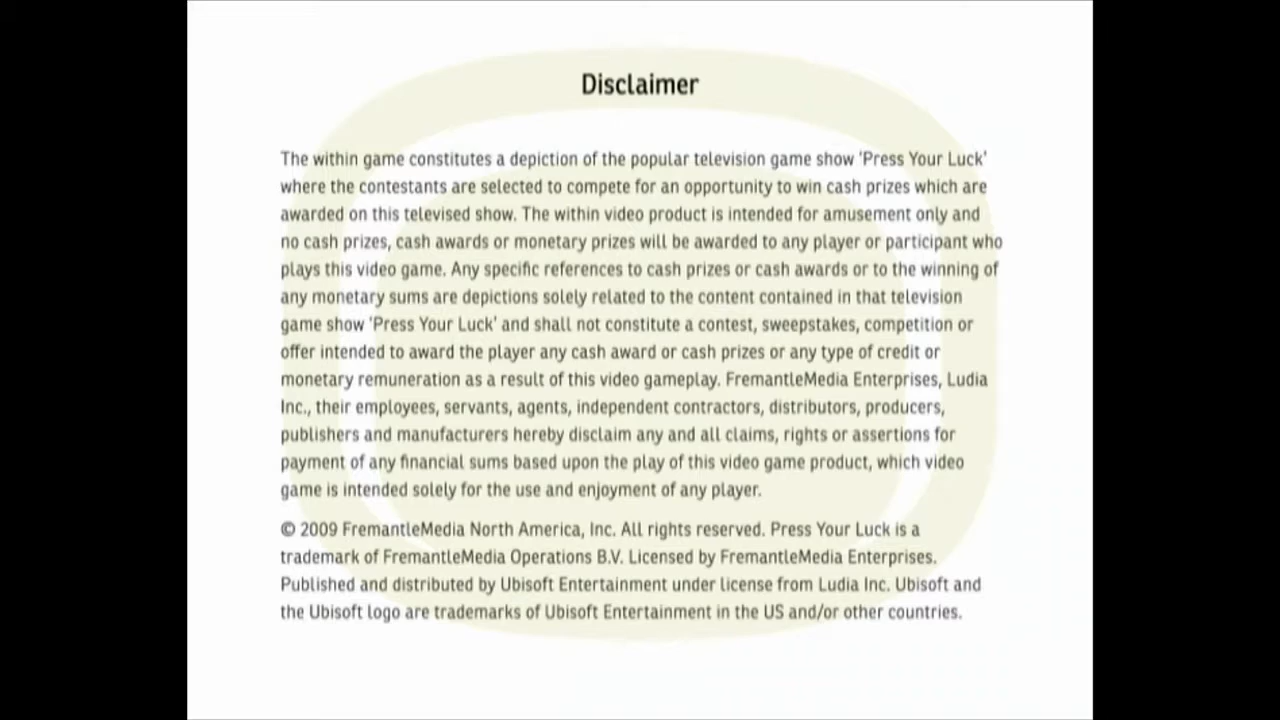 Disclaimer
The within game constitutes a depiction of the popular television game show 'Press Your Luck'
where the contestants are selected to compete for an opportunity to win cash prizes which are
awarded on this televised show. The within video product is intended for amusement only and
no cash prizes, cash awards or monetary prizes will be awarded to any player or participant who
plays this video game. Any specific references to cash prizes or cash awards or to the winning of
any monetary sums are depictions solely related to the content contained in that television
game show 'Press Your Luck' and shall not constitute a contest, sweepstakes, competition or
offer intended to award the player any cash award or cash prizes or any type of credit or
monetary remuneration as a result of this video gameplay. FremantleMedia Enterprises, Ludia
Inc., their employees, servants, agents, independent contractors, distributors, producers,
publishers and manufacturers hereby disclaim any and all claims, rights or assertions for
payment of any financial sums based upon the play of this video game product, which video
game is intended solely for the use and enjoyment of any player.
© 2009 FremantleMedia North America, Inc. All rights reserved. Press Your Luck is a
trademark of FremantleMedia Operations B.V. Licensed by FremantleMedia Enterprises.
Published and distributed by Ubisoft Entertainment under license from Ludia Inc. Ubisoft and
the Ubisoft logo are trademarks of Ubisoft Entertainment in the US and/or other countries.